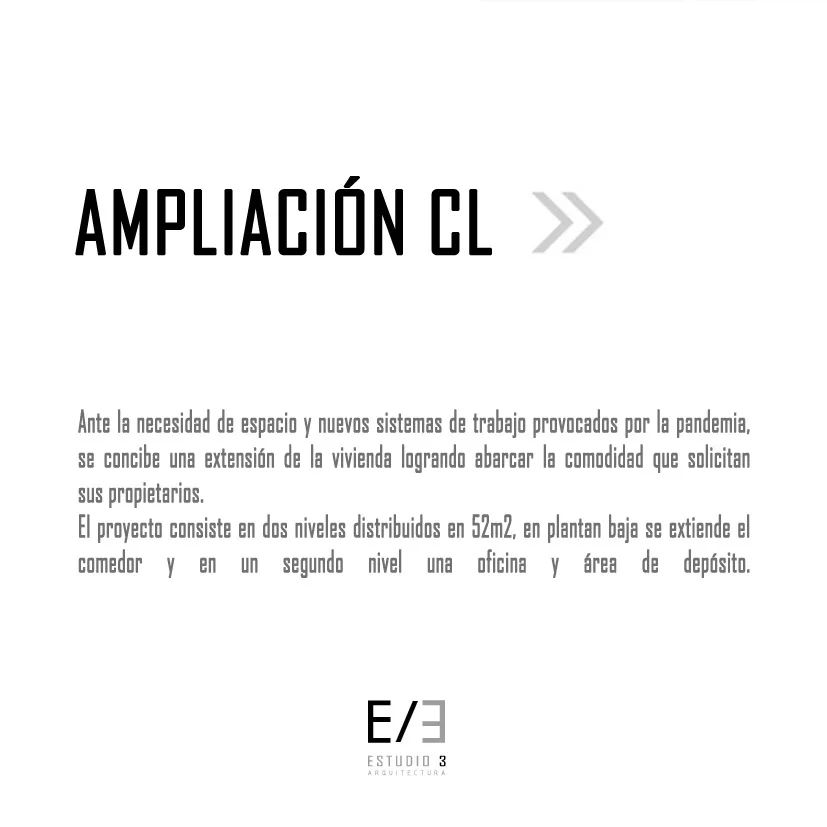 AMPLIACIÓN CL
Ante la necesidad de espacio y nuevos sistemas de trabajo provocados por la pandemia,
se concibe una extensión de la vivienda logrando abarcar la comodidad que solicitan
sus propietarios.
El proyecto consiste en dos niveles distribuidos en 52m2, en plantan baja se extiende el
comedor y en un segundo nivel una oficina y área de depósito.
E/E
ESTUDIO 3
ARQUITECTURA